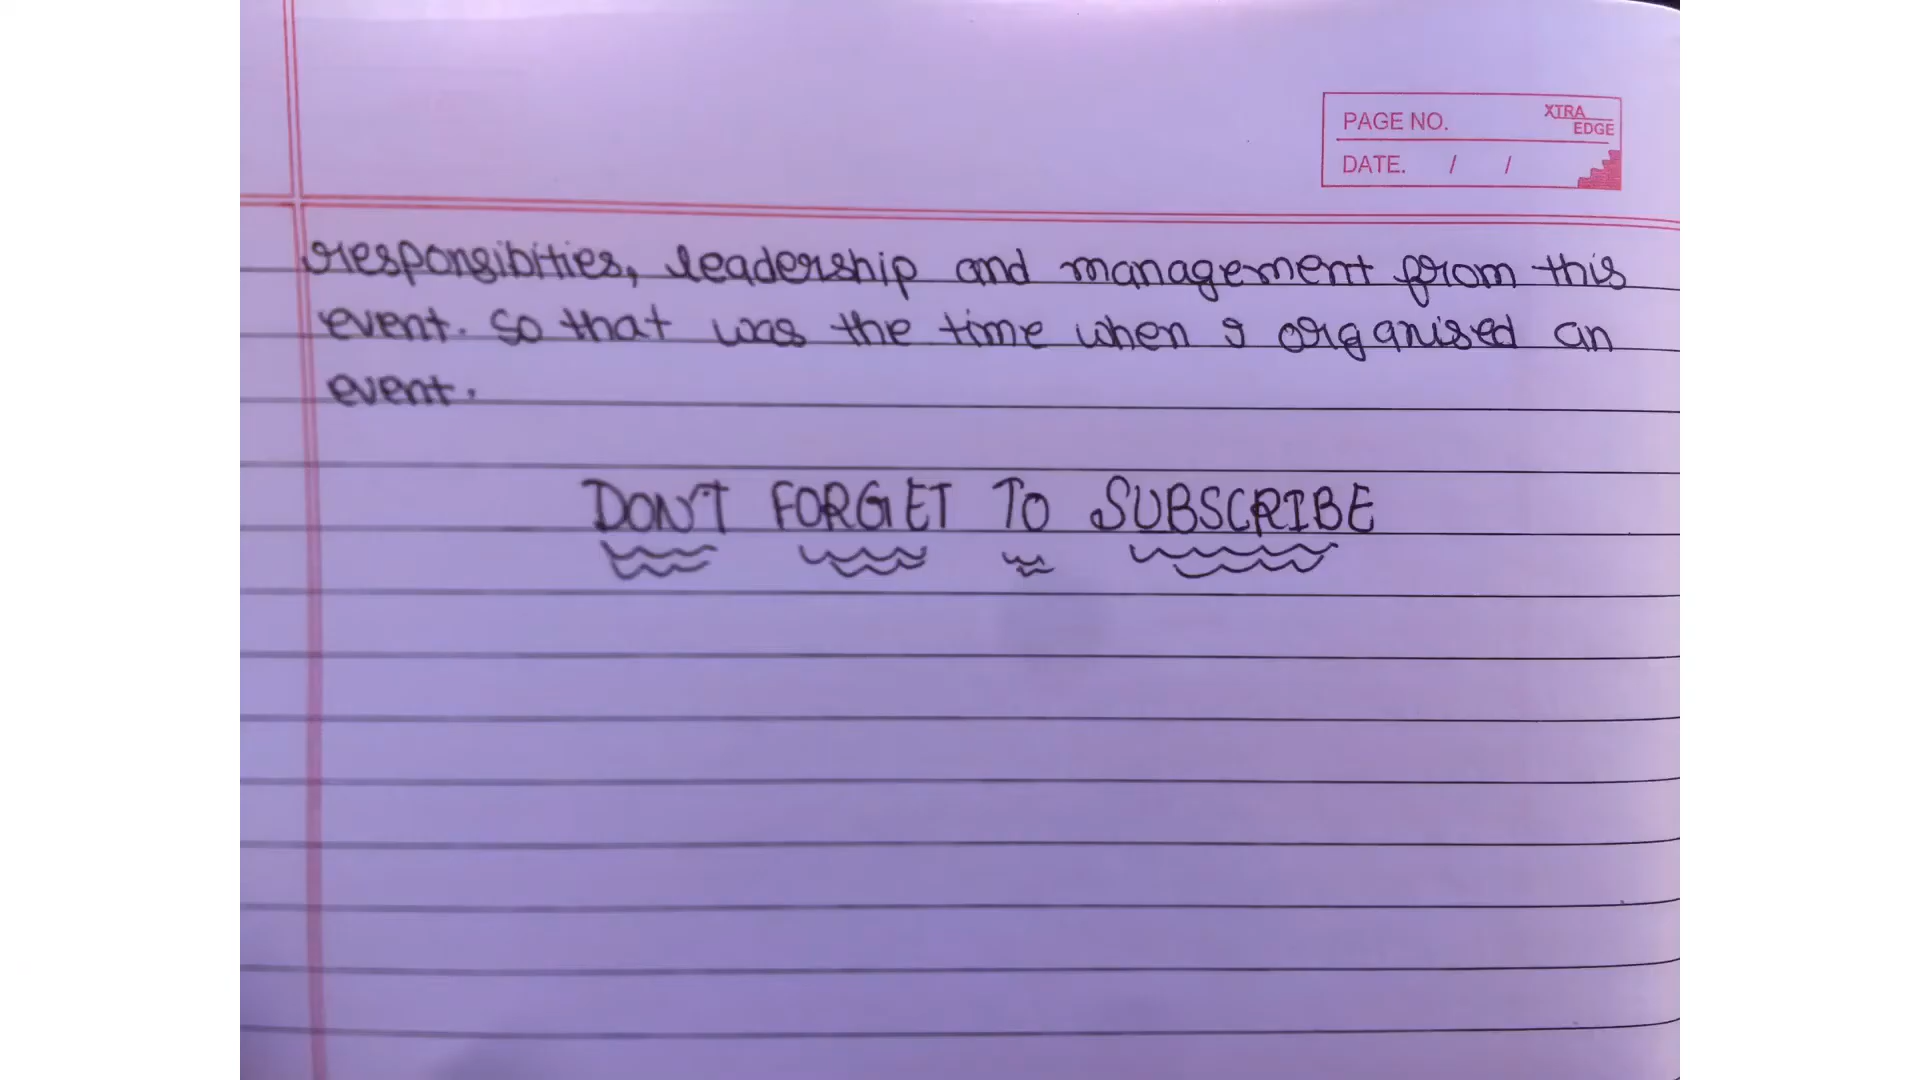 PAGE NO.
XTRA
EDGE
DATE. / /
responsibities, leadership and management from this
event. So that was the time when I organised an
event.
DON'T FORGET TO SUBSCRIBE